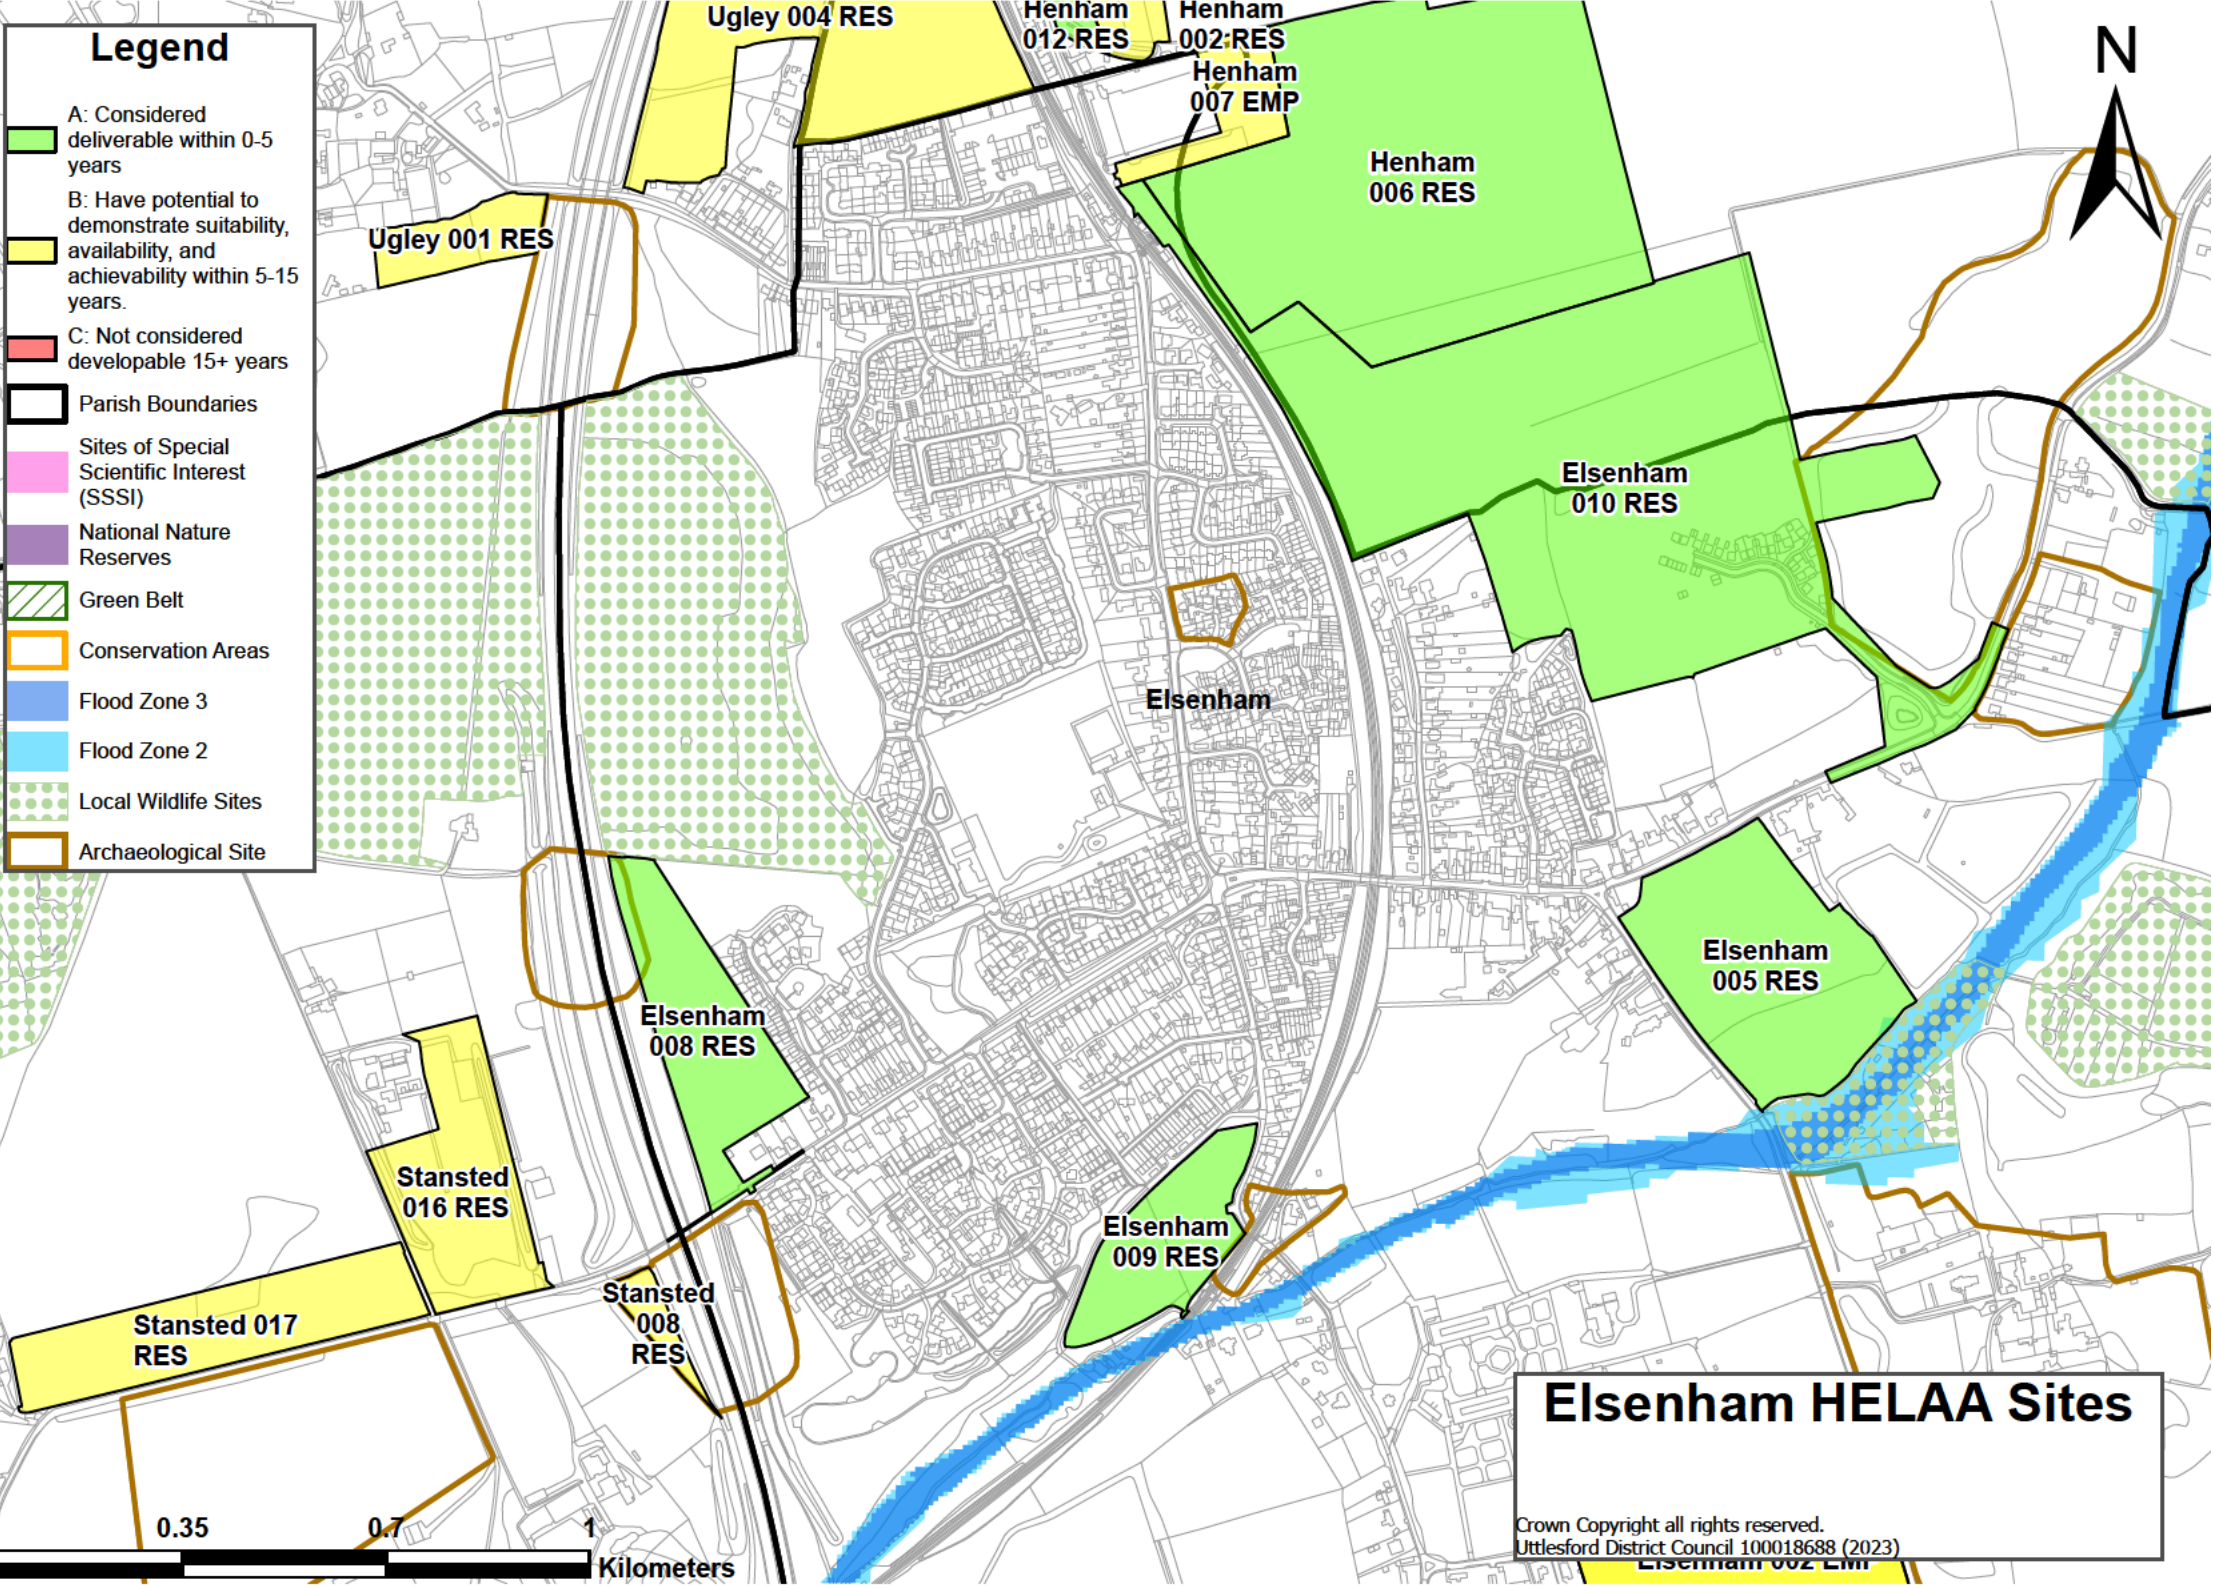 Legend
A: Considered
deliverable within 0-5
years
B: Have potential to
demonstrate suitability,
availability, and
achievability within 5-15
years.
C: Not considered
developable 15+ years
Parish Boundaries
Sites of Special
Scientific Interest
(SSSI)
National Nature
Reserves
Green Belt
Conservation Areas
Flood Zone 3
Flood Zone 2
Local Wildlife Sites
Archaeological Site
Ugley 004 RES
Henham
012 RES
Henham
002 RES
Henham
007 EMP
N
Henham
006 RES
Ugley 001 RES
Elsenham
010 RES
Elsenham
Elsenham
005 RES
Elsenham
008 RES
Stansted
016 RES
Elsenham
009 RES
Stansted
008
RES
Stansted 017
RES
Elsenham HELAA Sites
Crown Copyright all rights reserved.
Uttlesford District Council 100018688 (2023)
Elsenham 002 EMP
0.35
0.7
1
Kilometers